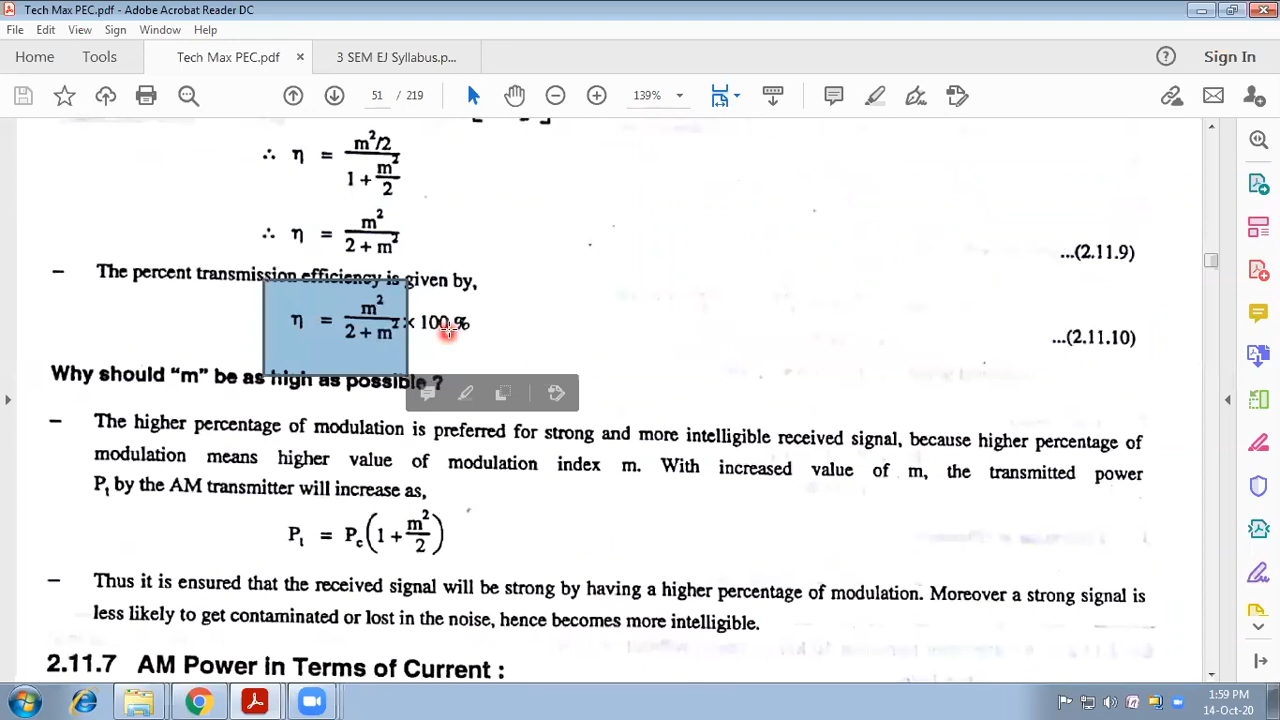 Tech Max PEC.pdf - Adobe Acrobat Reader DC
File Edit View Sign Window Help
Home Tools Tech Max PEC.pdf × 3 SEM EJ Syllabus.p... Sign In
51 / 219 139%
∴ η = m²/2 / (1 + m²/2)
∴ η = m² / (2 + m²) ...(2.11.9)
– The percent transmission efficiency is given by,
η = m² / (2 + m²) × 100 % ...(2.11.10)
Why should "m" be as high as possible ?
– The higher percentage of modulation is preferred for strong and more intelligible received signal, because higher percentage of
modulation means higher value of modulation index m. With increased value of m, the transmitted power
Pt by the AM transmitter will increase as,
Pt = Pc (1 + m²/2)
– Thus it is ensured that the received signal will be strong by having a higher percentage of modulation. Moreover a strong signal is
less likely to get contaminated or lost in the noise, hence becomes more intelligible.
2.11.7 AM Power in Terms of Current :
1:59 PM
14-Oct-20